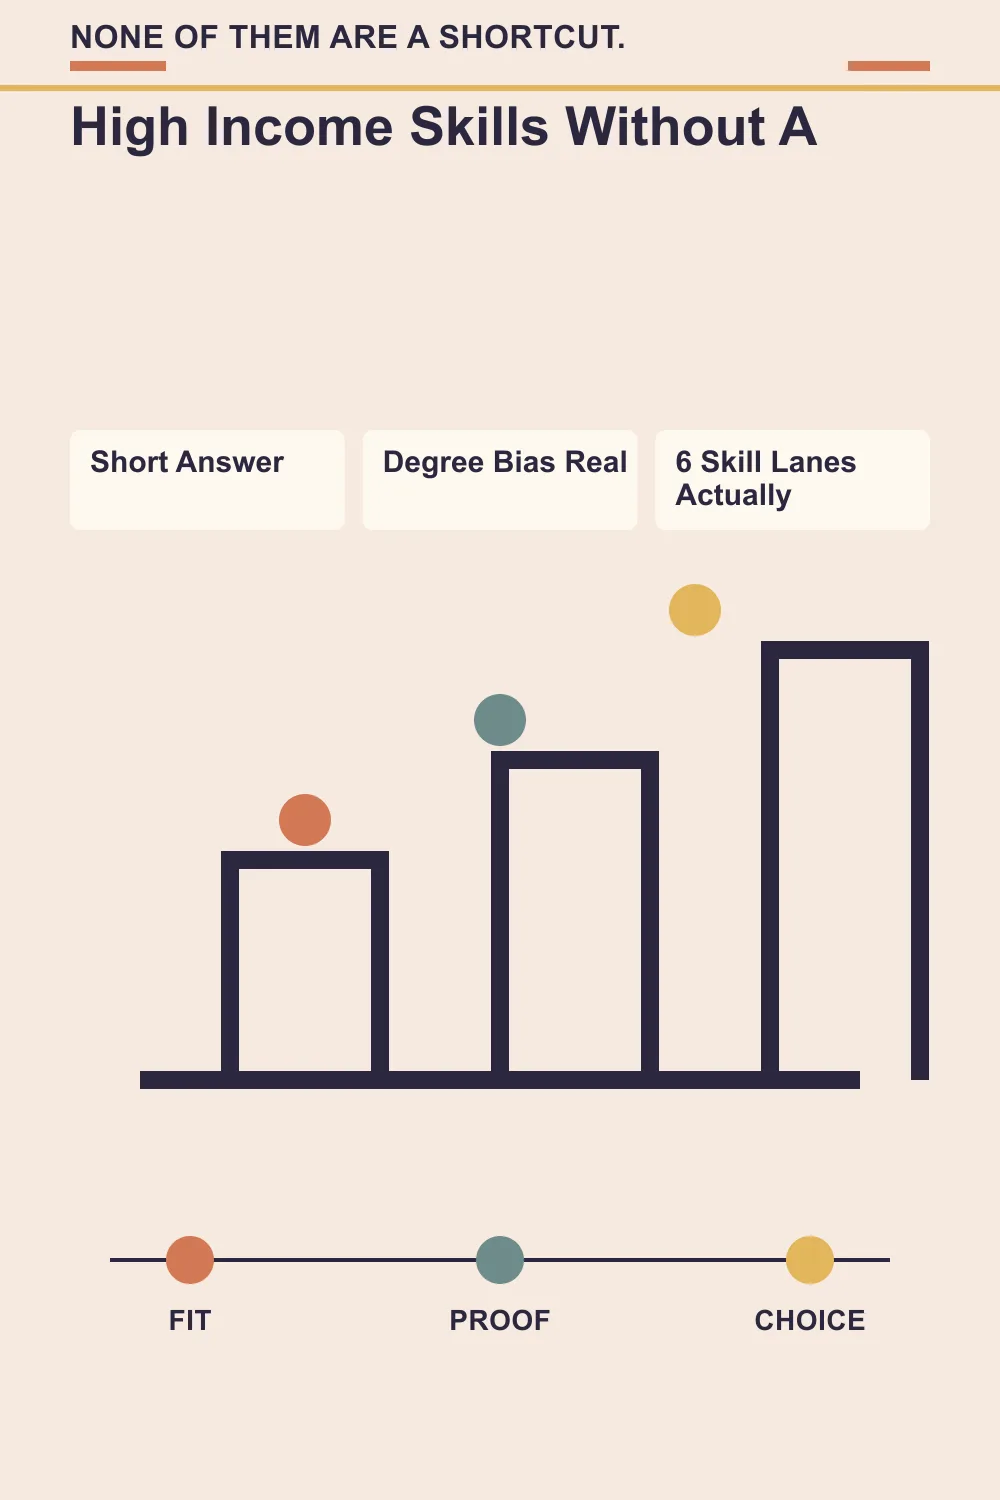 NONE OF THEM ARE A SHORTCUT.
High Income Skills Without A
Short Answer
Degree Bias Real
6 Skill Lanes
Actually
FIT
PROOF
CHOICE